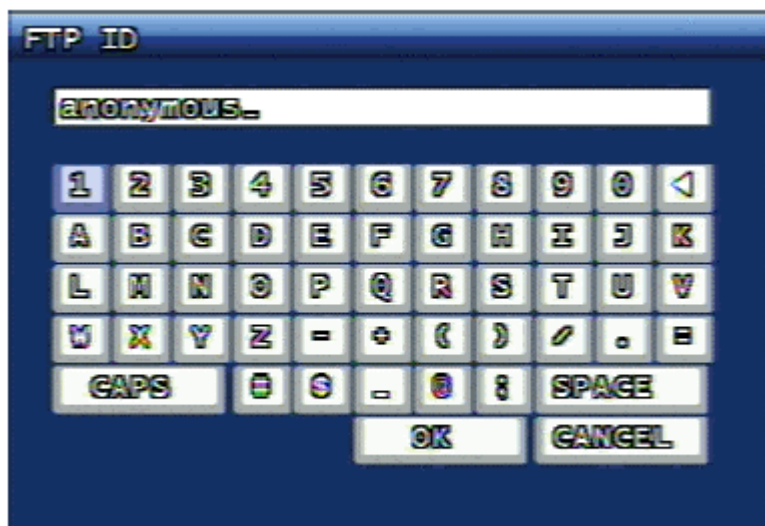 FTP ID
anonymous_
1 2 3 4 5 6 7 8 9 0 ◁
A B C D E F G H I J K
L M N O P Q R S T U V
W X Y Z - + ( ) / . =
CAPS _ @ : SPACE
OK CANCEL